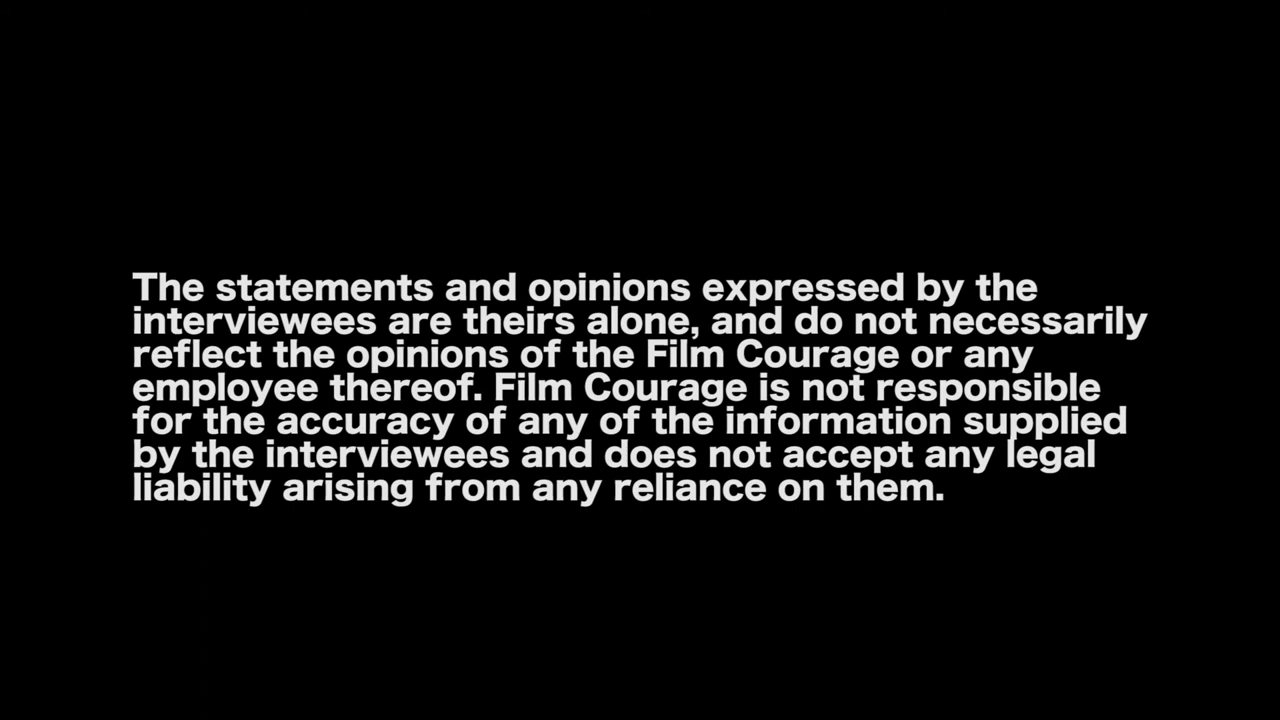 The statements and opinions expressed by the
interviewees are theirs alone, and do not necessarily
reflect the opinions of the Film Courage or any
employee thereof. Film Courage is not responsible
for the accuracy of any of the information supplied
by the interviewees and does not accept any legal
liability arising from any reliance on them.